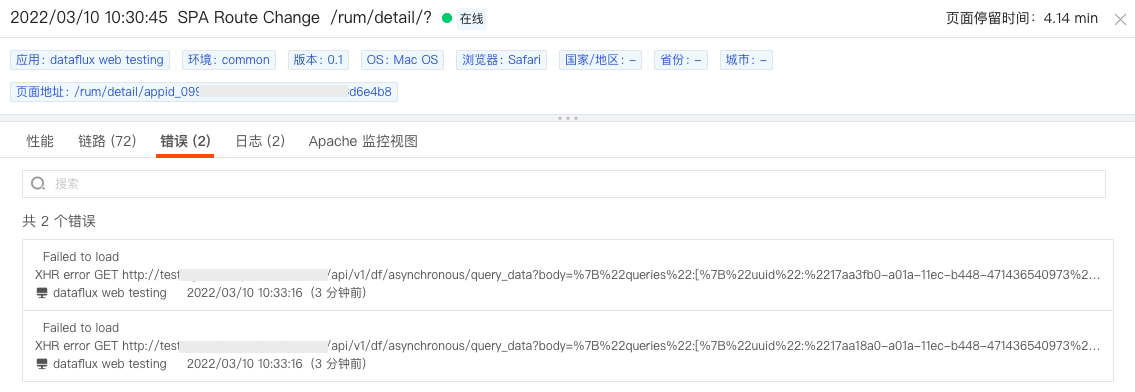 2022/03/10 10:30:45 SPA Route Change /rum/detail/? 在线 页面停留时间：4.14 min
应用: dataflux web testing 环境: common 版本: 0.1 OS: Mac OS 浏览器: Safari 国家/地区: - 省份: - 城市: -
页面地址: /rum/detail/appid_099 d6e4b8
性能 链路 (72) 错误 (2) 日志 (2) Apache 监控视图
搜索
共 2 个错误
Failed to load
XHR error GET http://test /api/v1/df/asynchronous/query_data?body=%7B%22queries%22:[%7B%22uuid%22:%2217aa3fb0-a01a-11ec-b448-471436540973%2...
dataflux web testing 2022/03/10 10:33:16 (3 分钟前)
Failed to load
XHR error GET http://test /api/v1/df/asynchronous/query_data?body=%7B%22queries%22:[%7B%22uuid%22:%2217aa18a0-a01a-11ec-b448-471436540973%2...
dataflux web testing 2022/03/10 10:33:16 (3 分钟前)